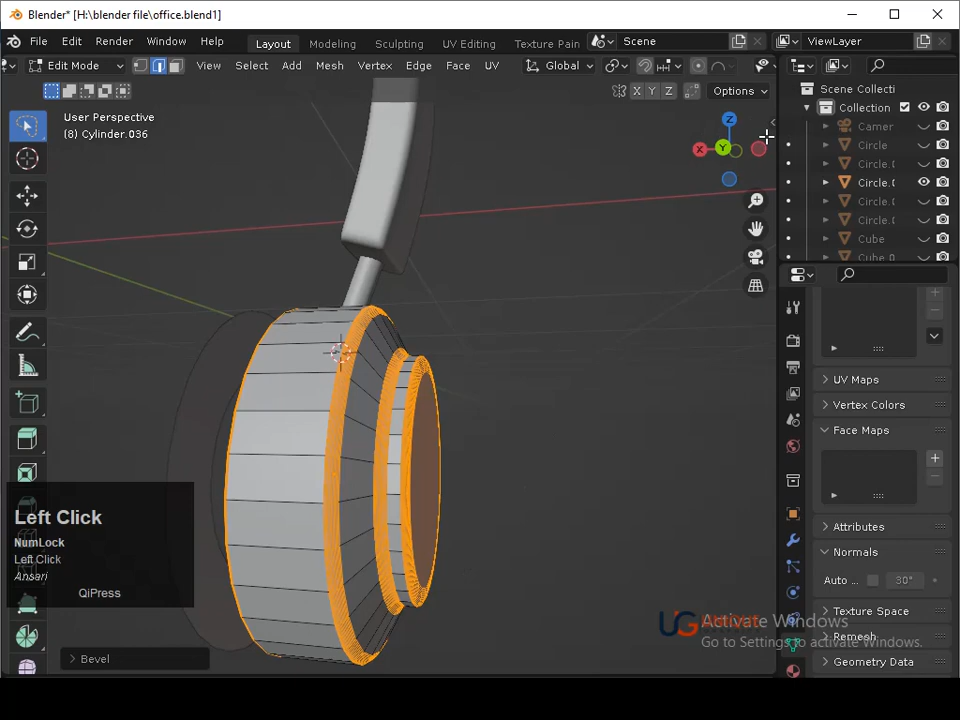 Blender* [H:\blender file\office.blend1]
File Edit Render Window Help Layout Modeling Sculpting UV Editing Texture Pain Scene ViewLayer
Edit Mode View Select Add Mesh Vertex Edge Face UV Global
X Y Z Options
User Perspective
(8) Cylinder.036
Z
X Y
Scene Collecti
Collection
Camer
Circle
Circle.0
Circle.0
Circle.0
Circle.0
Cube
Cube.0
UV Maps
Vertex Colors
Face Maps
Attributes
Normals
Auto ... 30°
Texture Space
Remesh
Geometry Data
Left Click
NumLock
Left Click
Ansari
QiPress
Bevel
UG
Activate Windows
Go to Settings to activate Windows.